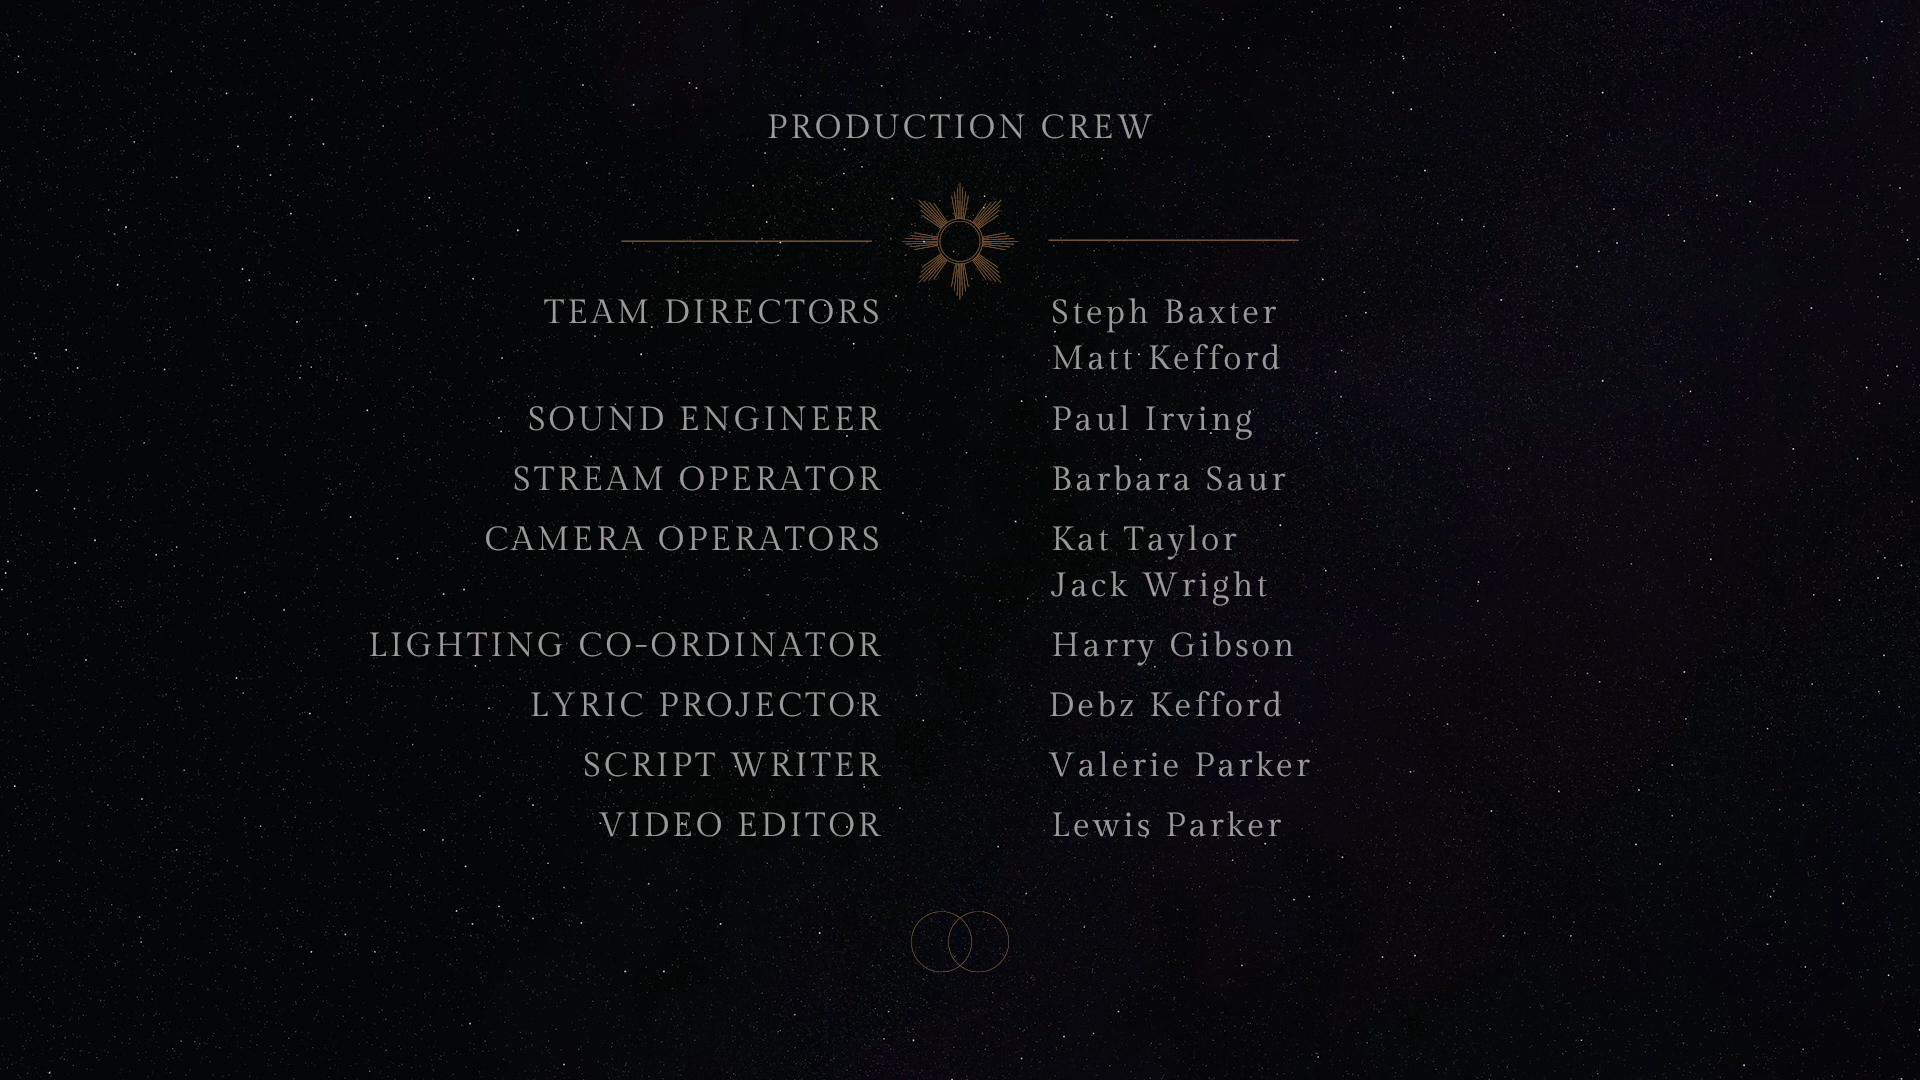 PRODUCTION CREW
TEAM DIRECTORS Steph Baxter
Matt Kefford
SOUND ENGINEER Paul Irving
STREAM OPERATOR Barbara Saur
CAMERA OPERATORS Kat Taylor
Jack Wright
LIGHTING CO-ORDINATOR Harry Gibson
LYRIC PROJECTOR Debz Kefford
SCRIPT WRITER Valerie Parker
VIDEO EDITOR Lewis Parker